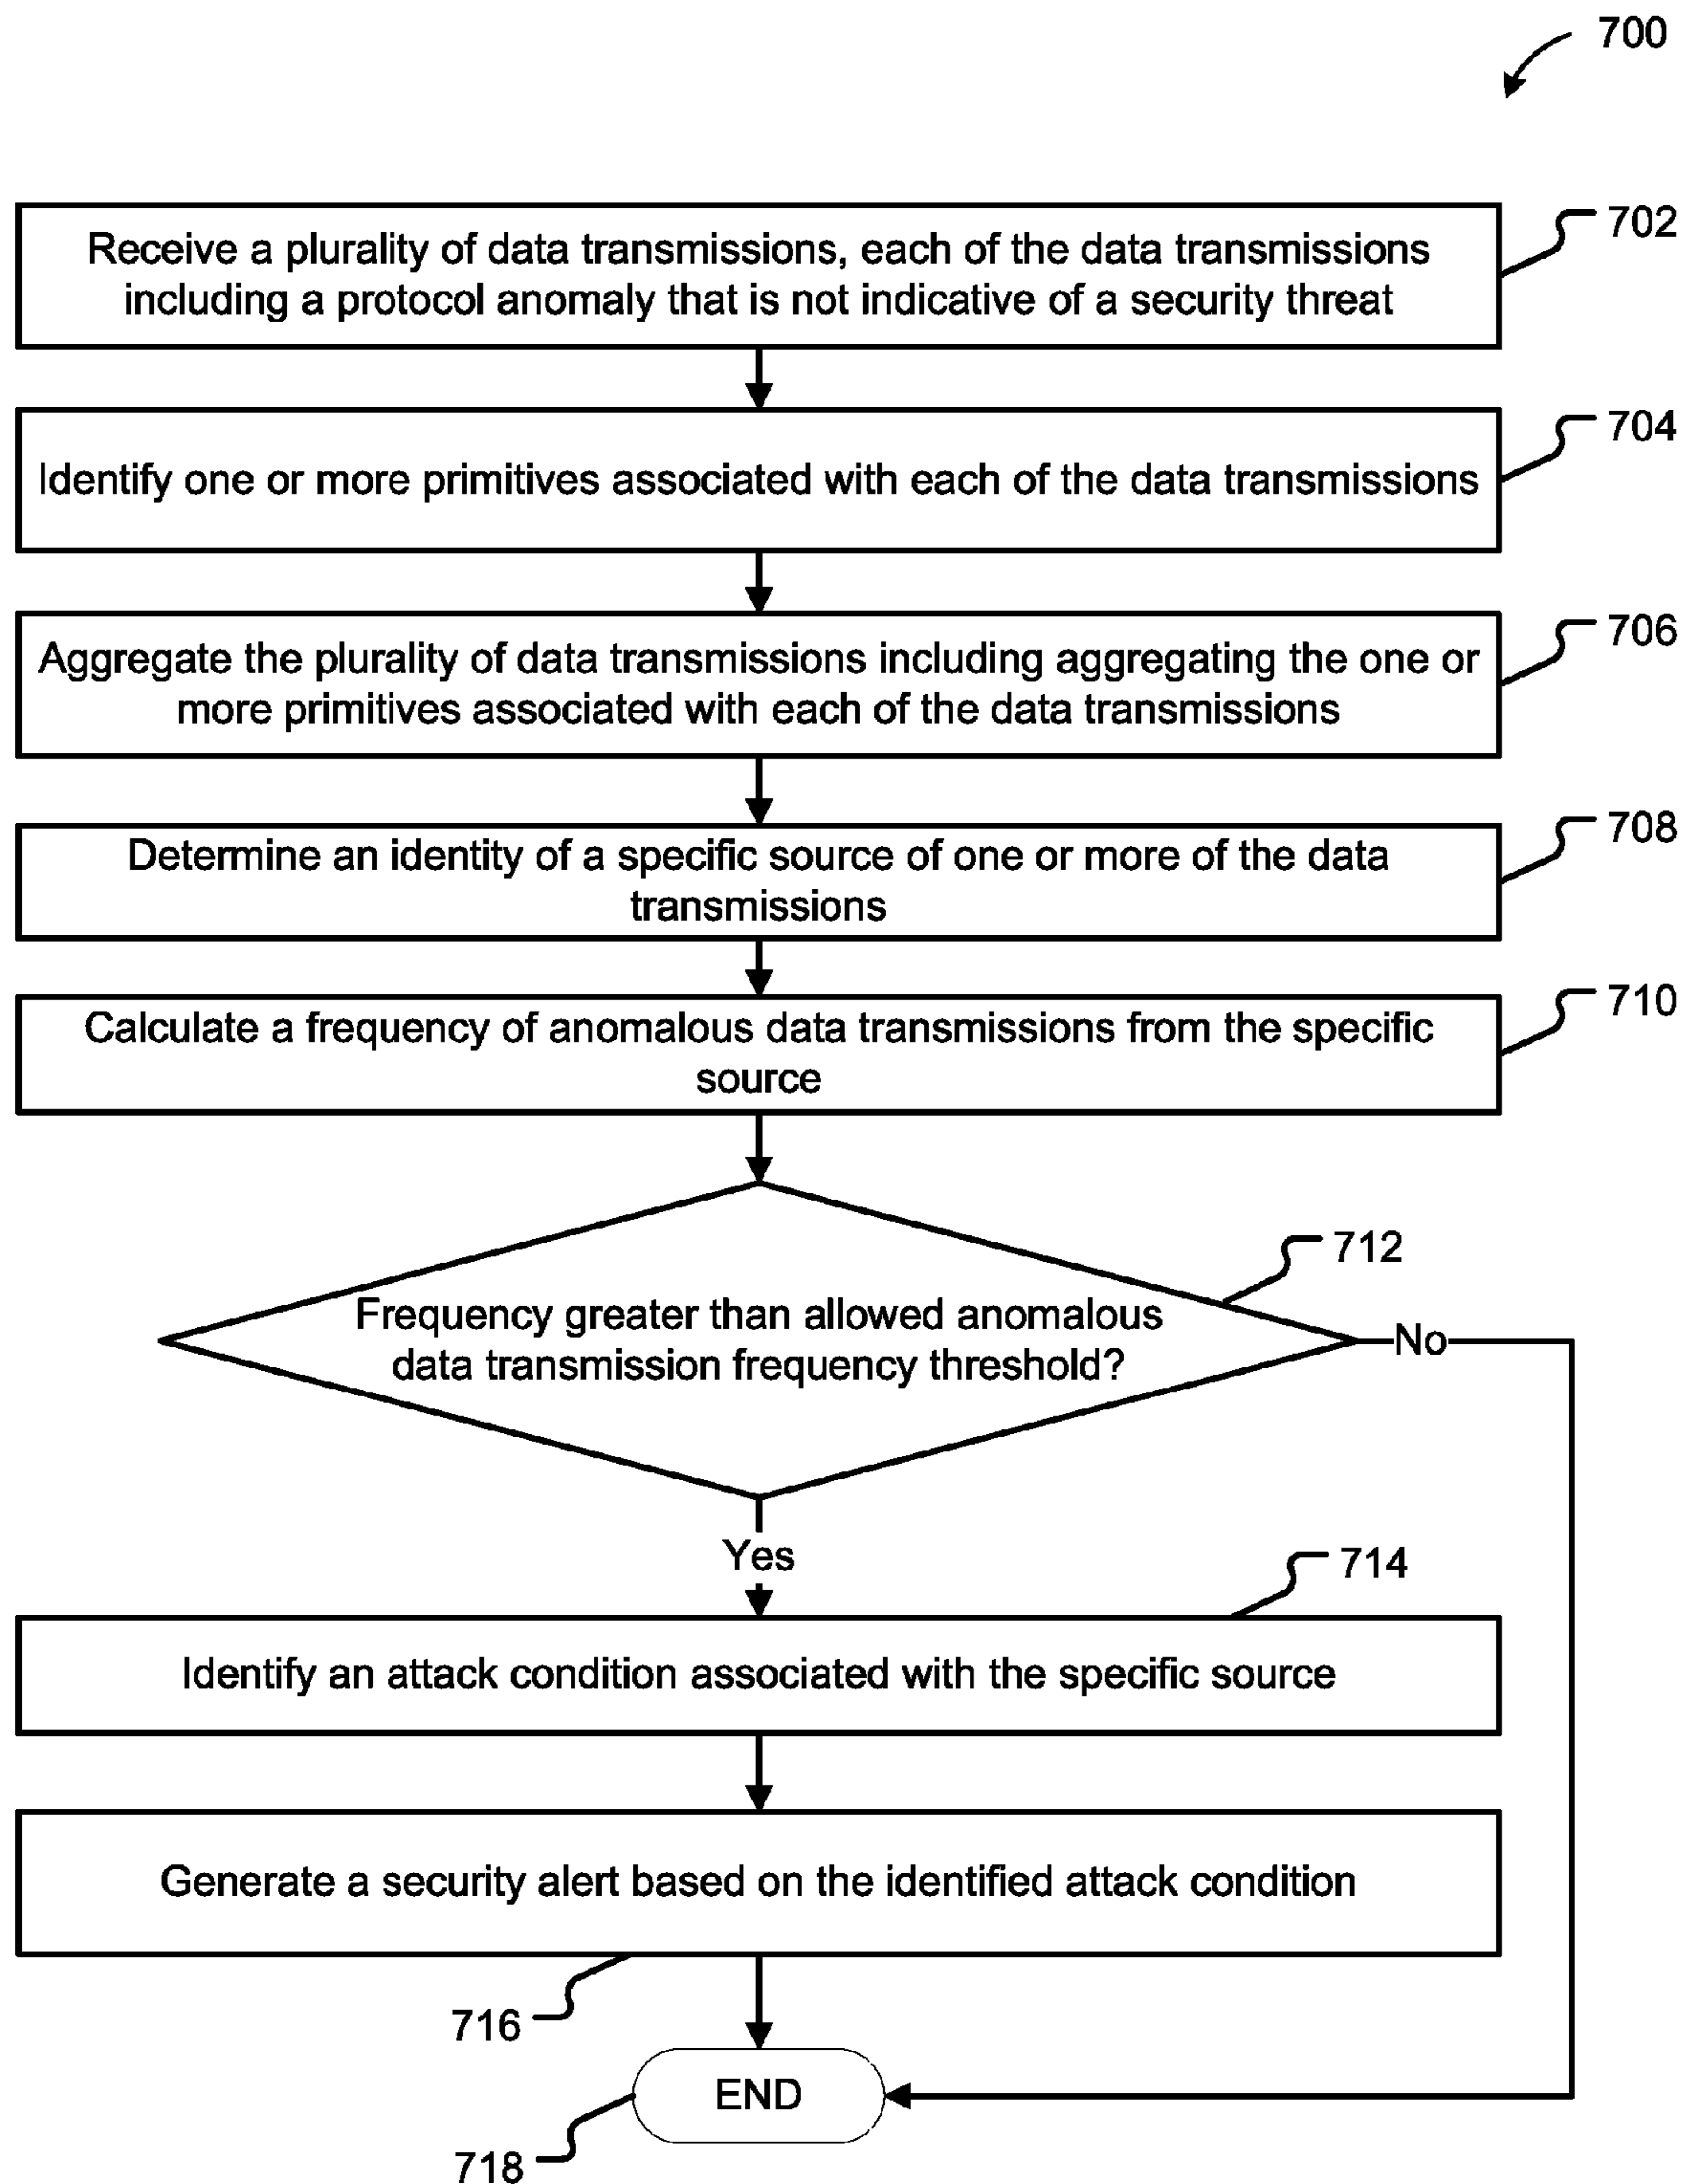 700
702
Receive a plurality of data transmissions, each of the data transmissions
including a protocol anomaly that is not indicative of a security threat
704
Identify one or more primitives associated with each of the data transmissions
706
Aggregate the plurality of data transmissions including aggregating the one or
more primitives associated with each of the data transmissions
708
Determine an identity of a specific source of one or more of the data
transmissions
710
Calculate a frequency of anomalous data transmissions from the specific
source
712
Frequency greater than allowed anomalous
data transmission frequency threshold?
No
Yes
714
Identify an attack condition associated with the specific source
Generate a security alert based on the identified attack condition
716
END
718